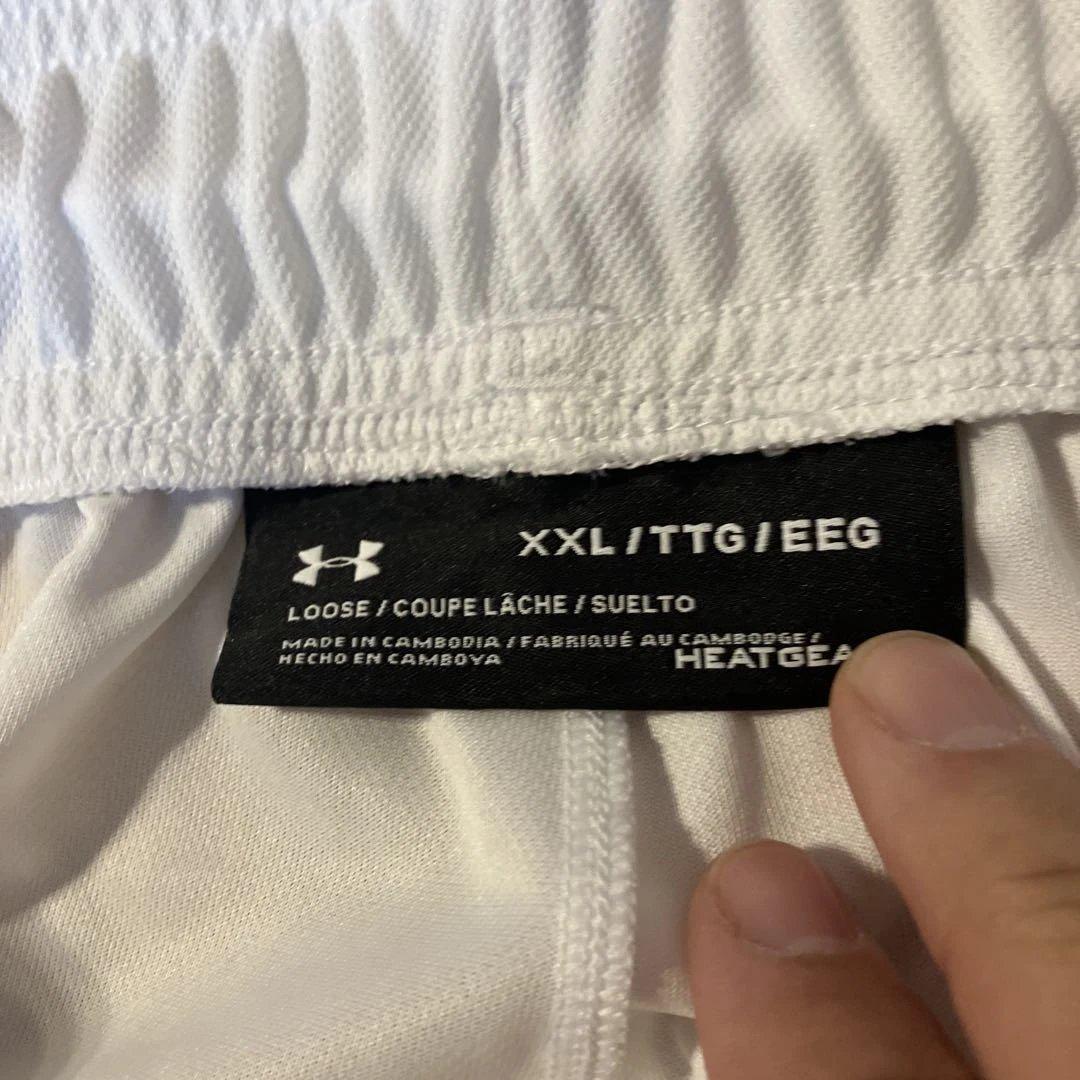 XXL / TTG / EEG
LOOSE / COUPE LÂCHE / SUELTO
MADE IN CAMBODIA / FABRIQUÉ AU CAMBODGE /
HECHO EN CAMBOYA
HEATGEA